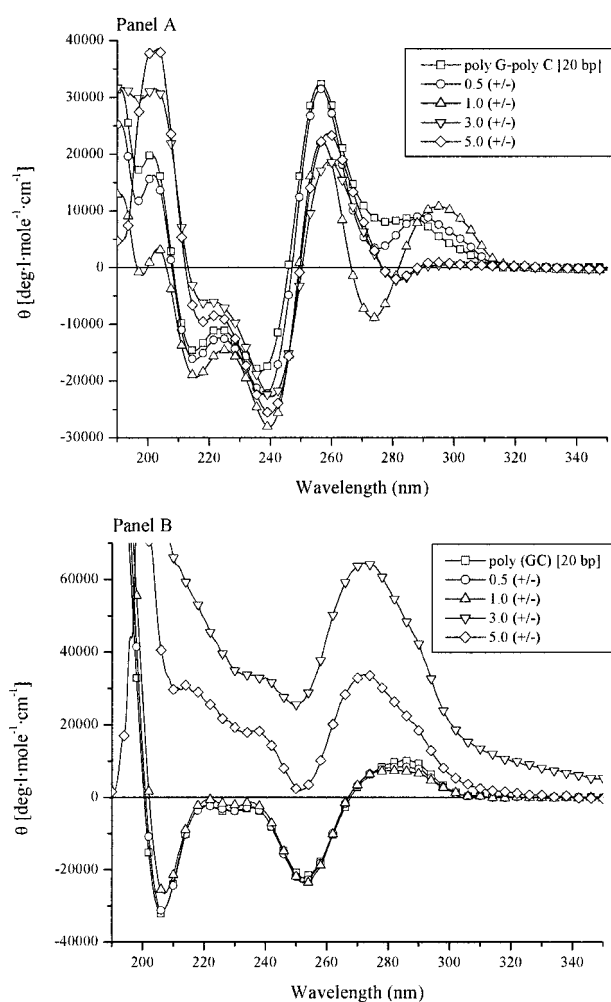 Panel A
40000
30000
20000
10000
0
-10000
-20000
-30000
θ [deg·l·mole⁻¹·cm⁻¹]
poly G-poly C [20 bp]
0.5 (+/-)
1.0 (+/-)
3.0 (+/-)
5.0 (+/-)
200 220 240 260 280 300 320 340
Wavelength (nm)
Panel B
60000
40000
20000
0
-20000
-40000
θ [deg·l·mole⁻¹·cm⁻¹]
poly (GC) [20 bp]
0.5 (+/-)
1.0 (+/-)
3.0 (+/-)
5.0 (+/-)
200 220 240 260 280 300 320 340
Wavelength (nm)